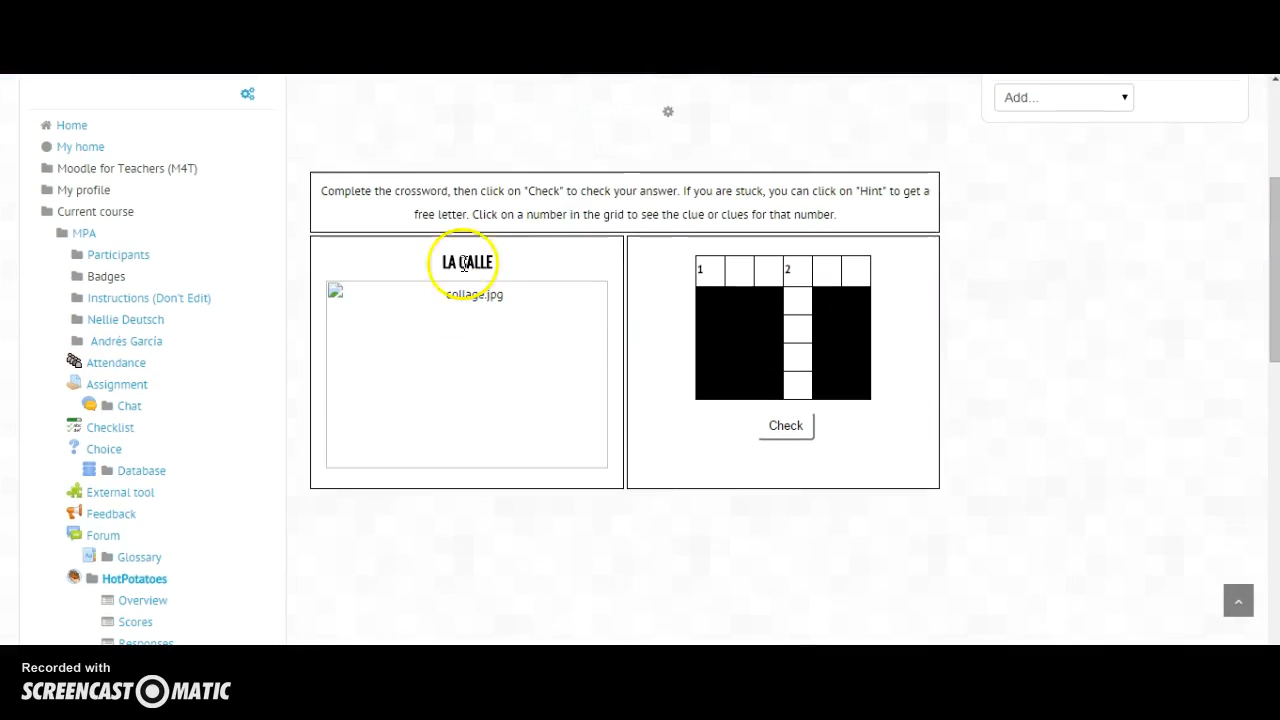 Add...
Home
My home
Moodle for Teachers (M4T)
My profile
Current course
MPA
Participants
Badges
Instructions (Don't Edit)
Nellie Deutsch
Andrés García
Attendance
Assignment
Chat
Checklist
Choice
Database
External tool
Feedback
Forum
Glossary
HotPotatoes
Overview
Scores
Responses
Complete the crossword, then click on "Check" to check your answer. If you are stuck, you can click on "Hint" to get a
free letter. Click on a number in the grid to see the clue or clues for that number.
LA CALLE
collage.jpg
1 2
Check
Recorded with
SCREENCAST MATIC